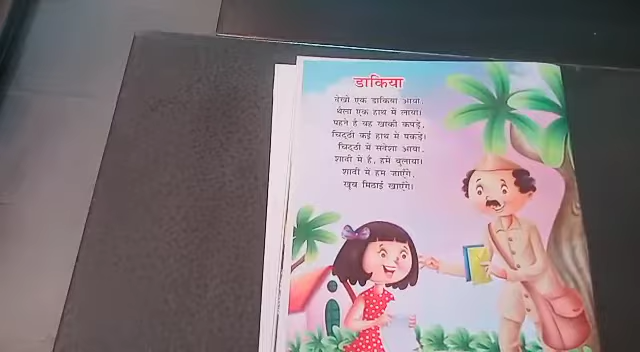 डाकिया
देखो एक डाकिया आया,
थैला एक हाथ में लाया।
पहने है वह खाकी कपड़े,
चिट्ठी कई हाथ में पकड़े।
चिट्ठी में संदेशा आया,
शादी में है, हमें बुलाया।
शादी में हम जाएँगे,
खूब मिठाई खाएँगे।